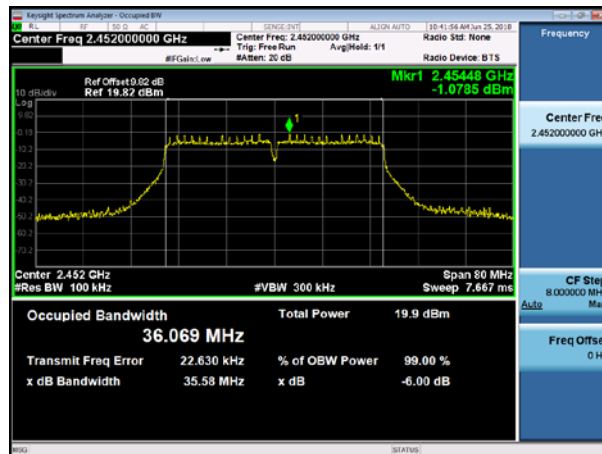 Keysight Spectrum Analyzer - Occupied BW
RL RF 50 Ω AC SENSE:INT ALIGN AUTO 10:41:56 AM Jun 25, 2018
Center Freq 2.452000000 GHz Center Freq: 2.452000000 GHz Radio Std: None
Trig: Free Run Avg|Hold: 1/1
#IFGain:Low #Atten: 20 dB Radio Device: BTS
Ref Offset 9.82 dB Mkr1 2.45448 GHz
10 dB/div Ref 19.82 dBm -1.0785 dBm
Log
9.82
-0.18
-10.2
-20.2
-30.2
-40.2
-50.2
-60.2
-70.2
1
Center 2.452 GHz Span 80 MHz
#Res BW 100 kHz #VBW 300 kHz Sweep 7.667 ms
Occupied Bandwidth Total Power 19.9 dBm
36.069 MHz
Transmit Freq Error 22.630 kHz % of OBW Power 99.00 %
x dB Bandwidth 35.58 MHz x dB -6.00 dB
MSG STATUS
Frequency
Center Fre
2.452000000 GH
CF Step
8.000000 MH
Auto Ma
Freq Offse
0 H